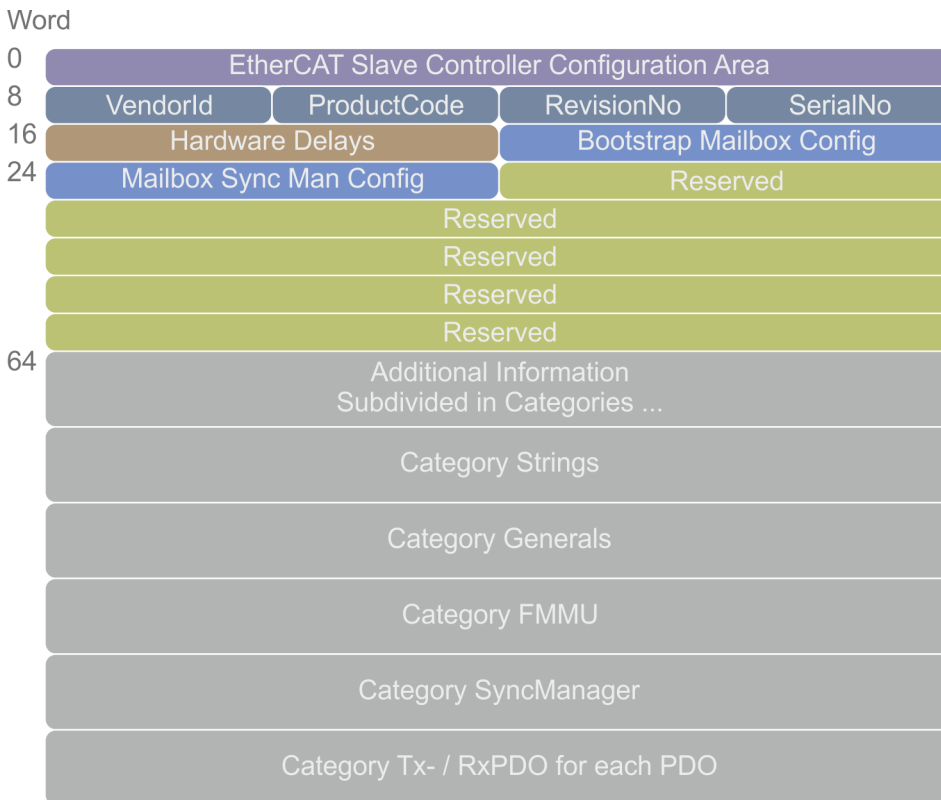 Word
0 EtherCAT Slave Controller Configuration Area
8 VendorId ProductCode RevisionNo SerialNo
16 Hardware Delays Bootstrap Mailbox Config
24 Mailbox Sync Man Config Reserved
Reserved
Reserved
Reserved
Reserved
64 Additional Information
Subdivided in Categories ...
Category Strings
Category Generals
Category FMMU
Category SyncManager
Category Tx- / RxPDO for each PDO